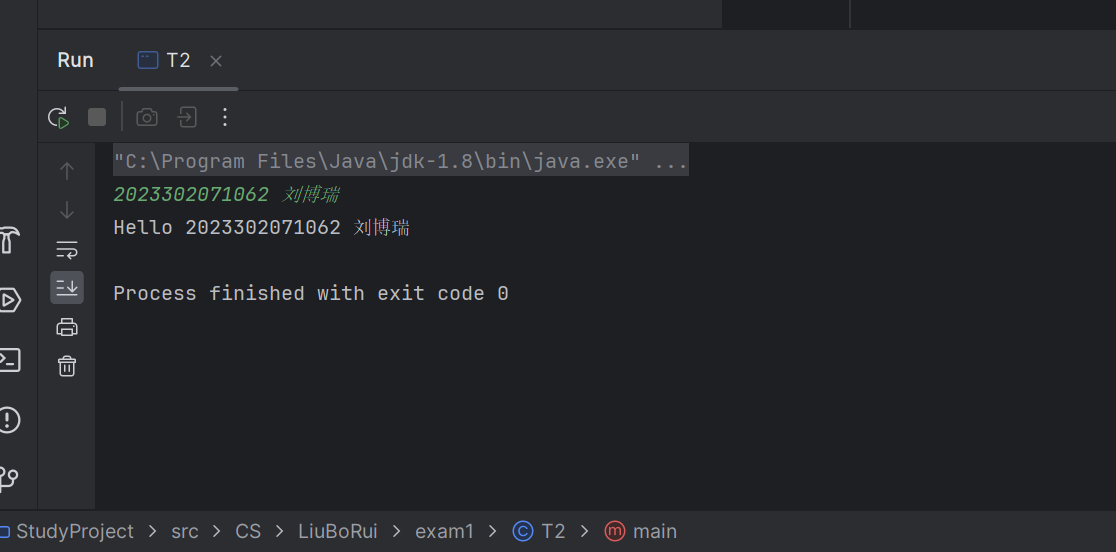 Run T2
"C:\Program Files\Java\jdk-1.8\bin\java.exe" ...
2023302071062 刘博瑞
Hello 2023302071062 刘博瑞
Process finished with exit code 0
StudyProject > src > CS > LiuBoRui > exam1 > T2 > main